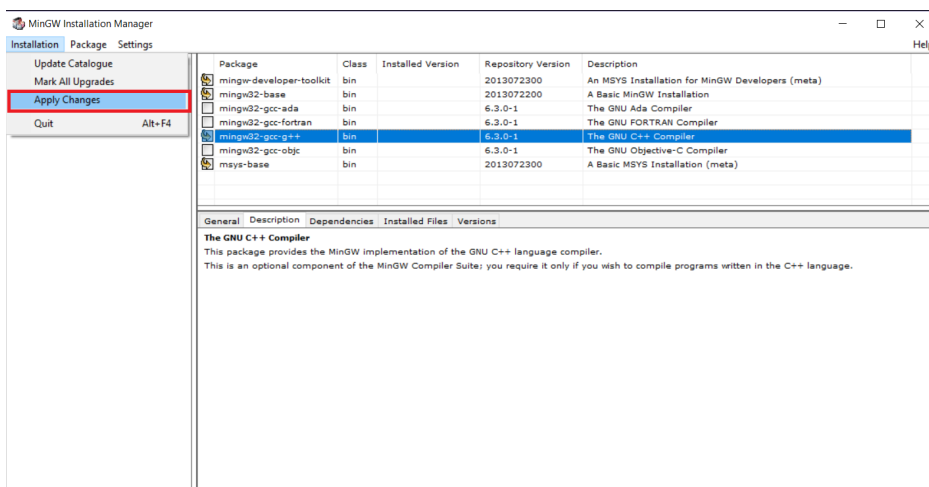 MinGW Installation Manager
Installation Package Settings Help
Update Catalogue
Mark All Upgrades
Apply Changes
Quit Alt+F4
Package Class Installed Version Repository Version Description
mingw-developer-toolkit bin 2013072300 An MSYS Installation for MinGW Developers (meta)
mingw32-base bin 2013072200 A Basic MinGW Installation
mingw32-gcc-ada bin 6.3.0-1 The GNU Ada Compiler
mingw32-gcc-fortran bin 6.3.0-1 The GNU FORTRAN Compiler
mingw32-gcc-g++ bin 6.3.0-1 The GNU C++ Compiler
mingw32-gcc-objc bin 6.3.0-1 The GNU Objective-C Compiler
msys-base bin 2013072300 A Basic MSYS Installation (meta)
General Description Dependencies Installed Files Versions
The GNU C++ Compiler
This package provides the MinGW implementation of the GNU C++ language compiler.
This is an optional component of the MinGW Compiler Suite; you require it only if you wish to compile programs written in the C++ language.